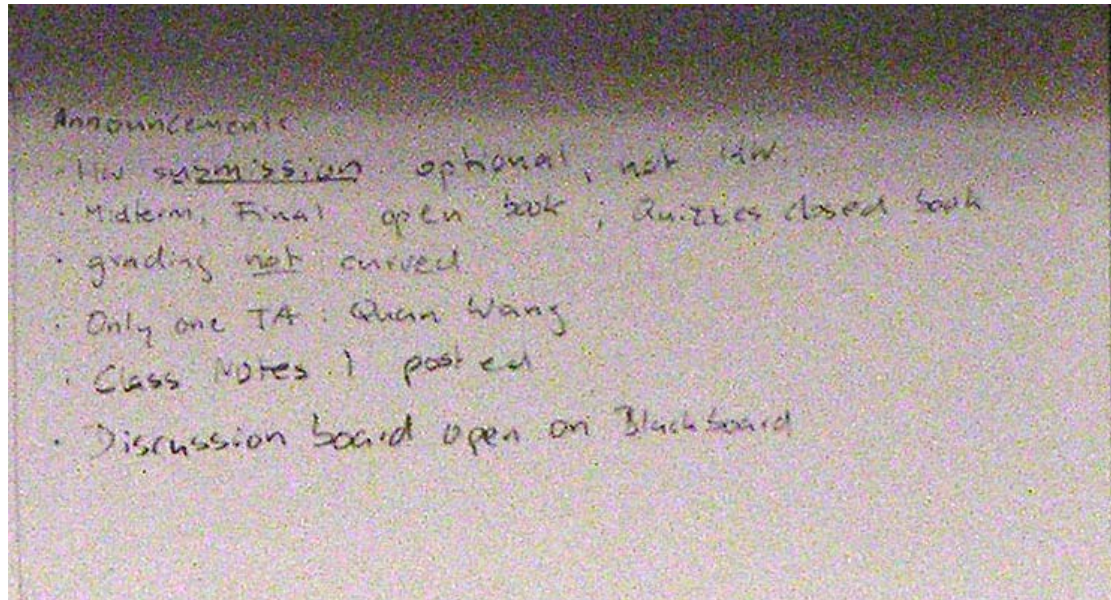 Announcements
· HW submission optional, not HW
· Midterm, Final open book ; Quizzes closed book
· grading not curved
· Only one TA : Quan Wang
· Class Notes 1 posted
· Discussion board open on Blackboard